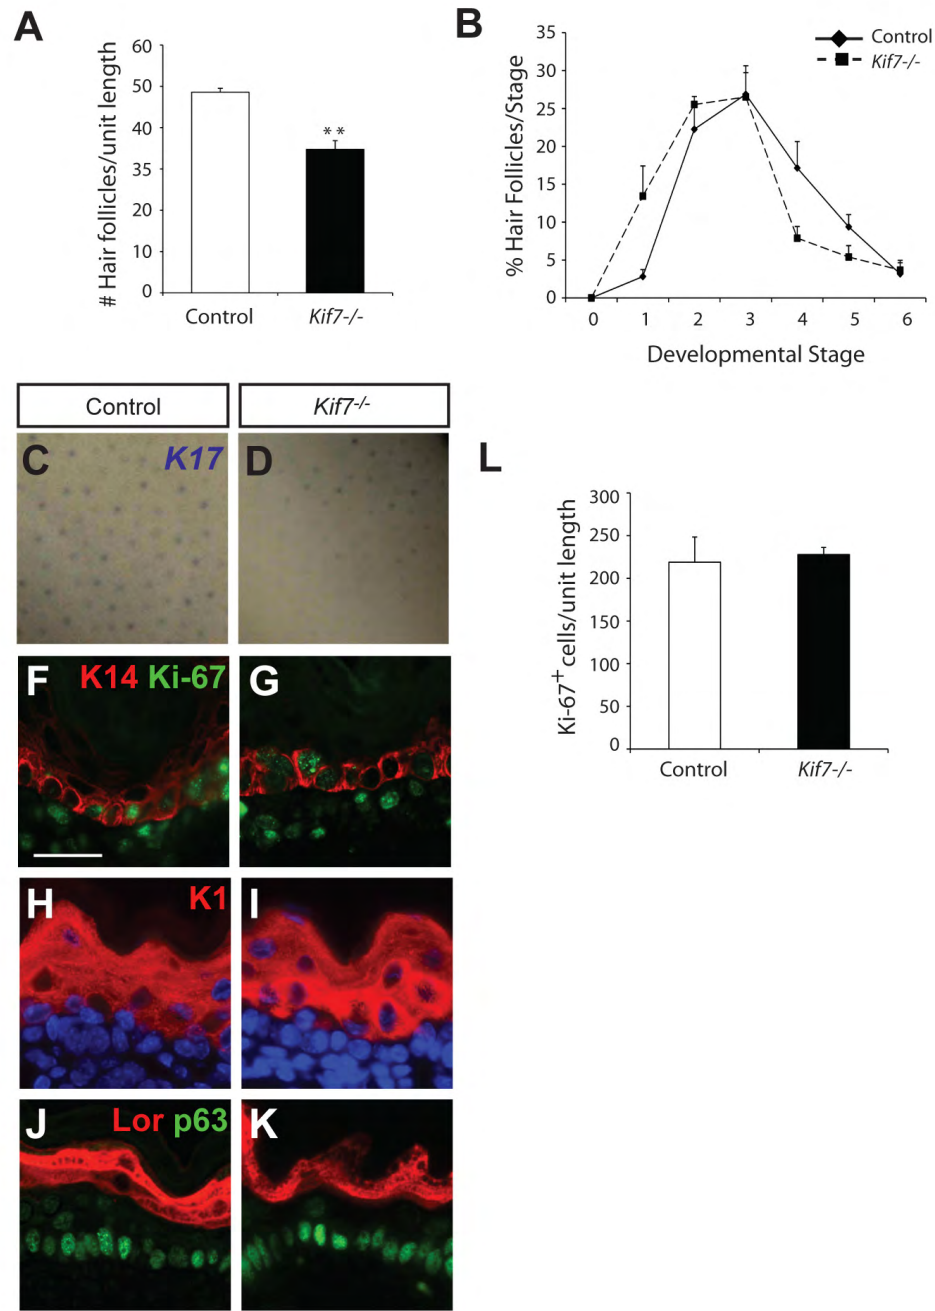 A
# Hair follicles/unit length
60
50
40
35
20
10
0
**
Control
Kif7-/-
B
% Hair Follicles/Stage
35
30
25
20
15
10
5
0
0 1 2 3 4 5 6
Developmental Stage
Control
Kif7-/-
Control
Kif7-/-
C K17
D
F K14 Ki-67
G
H K1
I
J Lor p63
K
L
Ki-67+ cells/unit length
300
250
200
150
100
50
0
Control
Kif7-/-